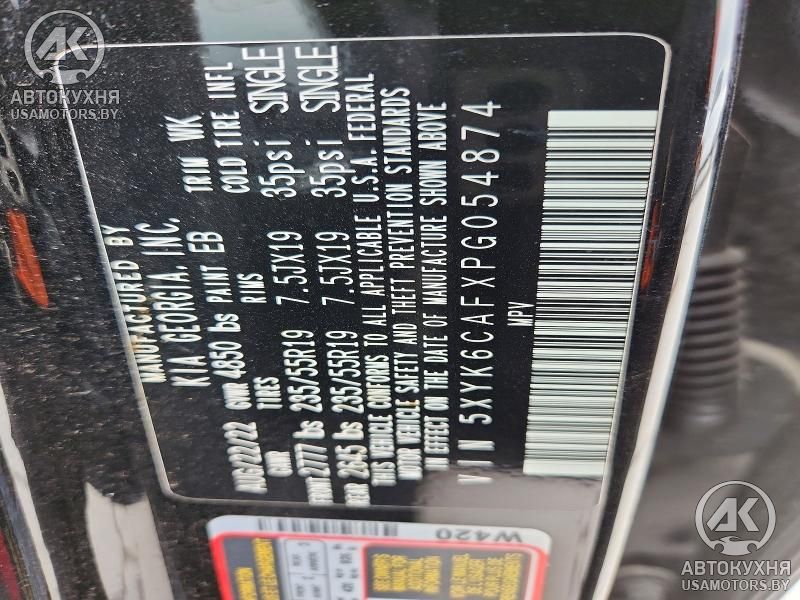 АВТОКУХНЯ
USAMOTORS.BY
MANUFACTURED BY
KIA GEORGIA, INC.
AUG/22/22 GVWR 4850 lbs PAINT EB TRIM WK
GAWR TIRES RIMS COLD TIRE INFL
FRONT 2777 lbs 235/55R19 7.5JX19 35psi SINGLE
REER 2645 lbs 235/55R19 7.5JX19 35psi SINGLE
THIS VEHICLE CONFORMS TO ALL APPLICABLE U.S.A. FEDERAL
MOTOR VEHICLE SAFETY AND THEFT PREVENTION STANDARDS
IN EFFECT ON THE DATE OF MANUFACTURE SHOWN ABOVE
VIN 5XYK6CAFXPG054874
MPV
W420
АВТОКУХНЯ
USAMOTORS.BY